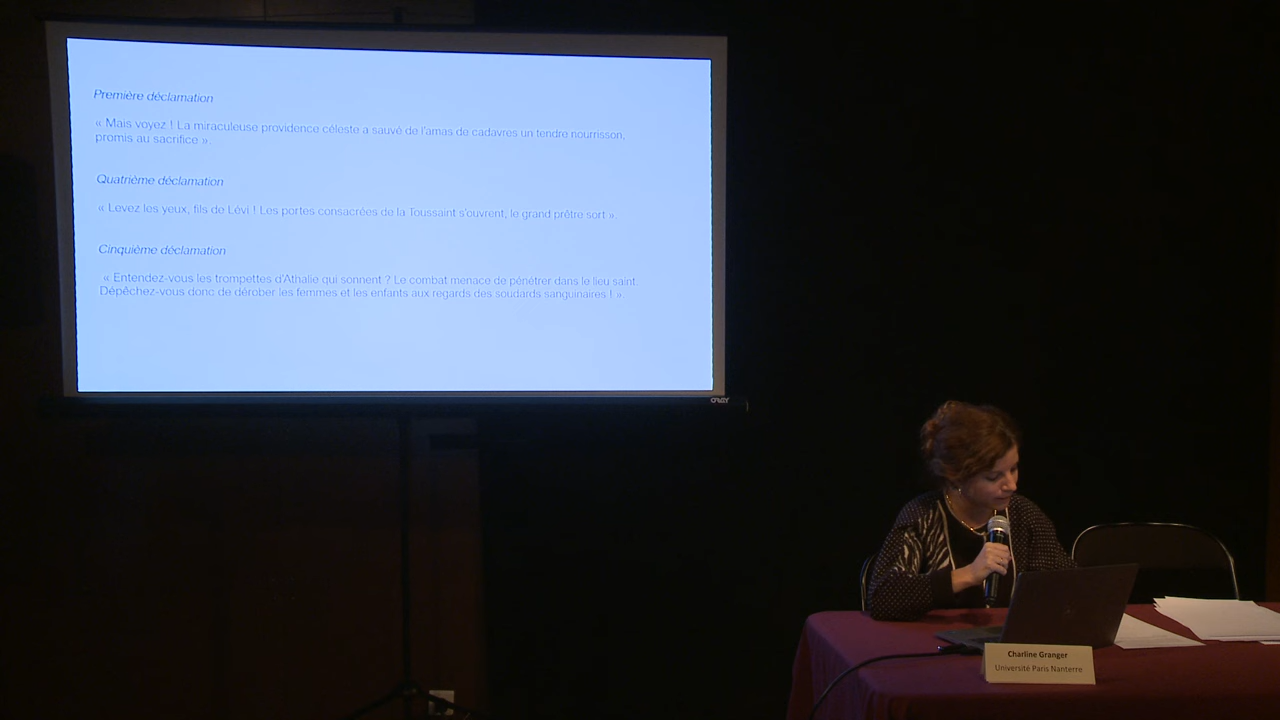 Première déclamation
« Mais voyez ! La miraculeuse providence céleste a sauvé de l'amas de cadavres un tendre nourrisson,
promis au sacrifice ».
Quatrième déclamation
« Levez les yeux, fils de Lévi ! Les portes consacrées de la Toussaint s'ouvrent, le grand prêtre sort ».
Cinquième déclamation
« Entendez-vous les trompettes d'Athalie qui sonnent ? Le combat menace de pénétrer dans le lieu saint.
Dépêchez-vous donc de dérober les femmes et les enfants aux regards des soudards sanguinaires ! »
ORAY
Charline Granger
Université Paris Nanterre